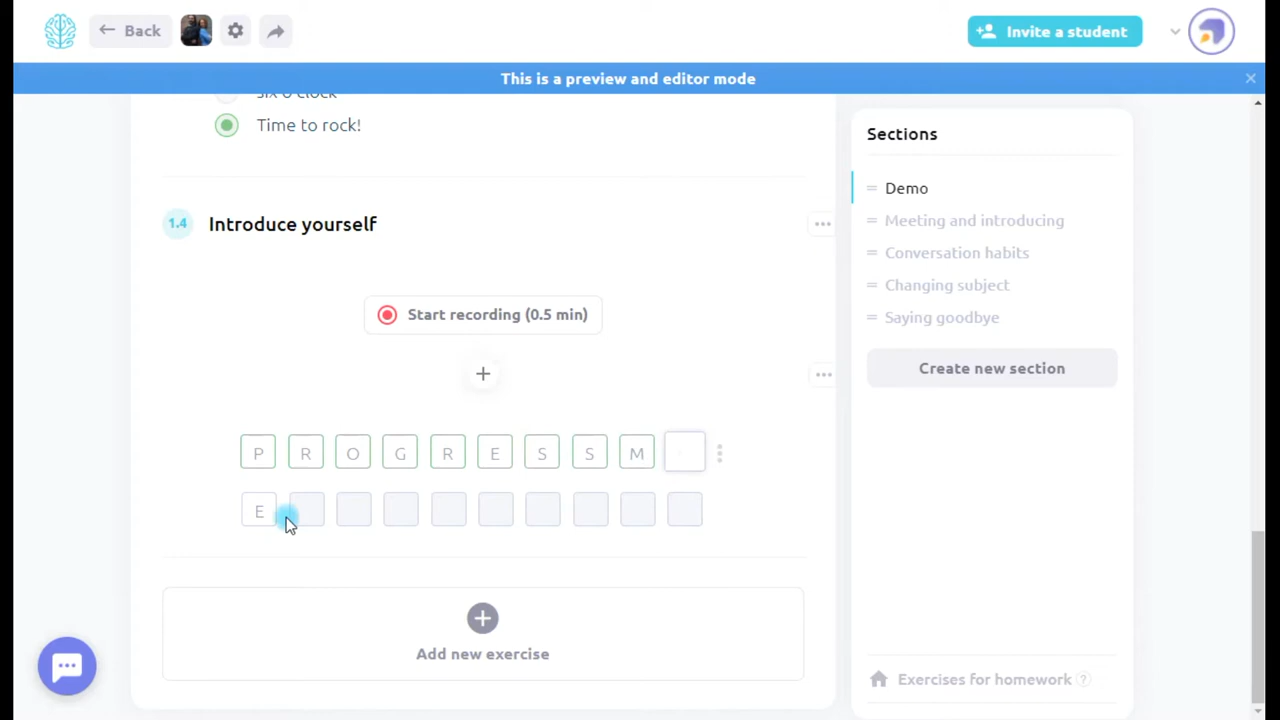 Back
Invite a student
This is a preview and editor mode
six o'clock
Time to rock!
Sections
Demo
Meeting and introducing
Conversation habits
Changing subject
Saying goodbye
Create new section
1.4 Introduce yourself
Start recording (0.5 min)
P R O G R E S S M
E
Add new exercise
Exercises for homework ?